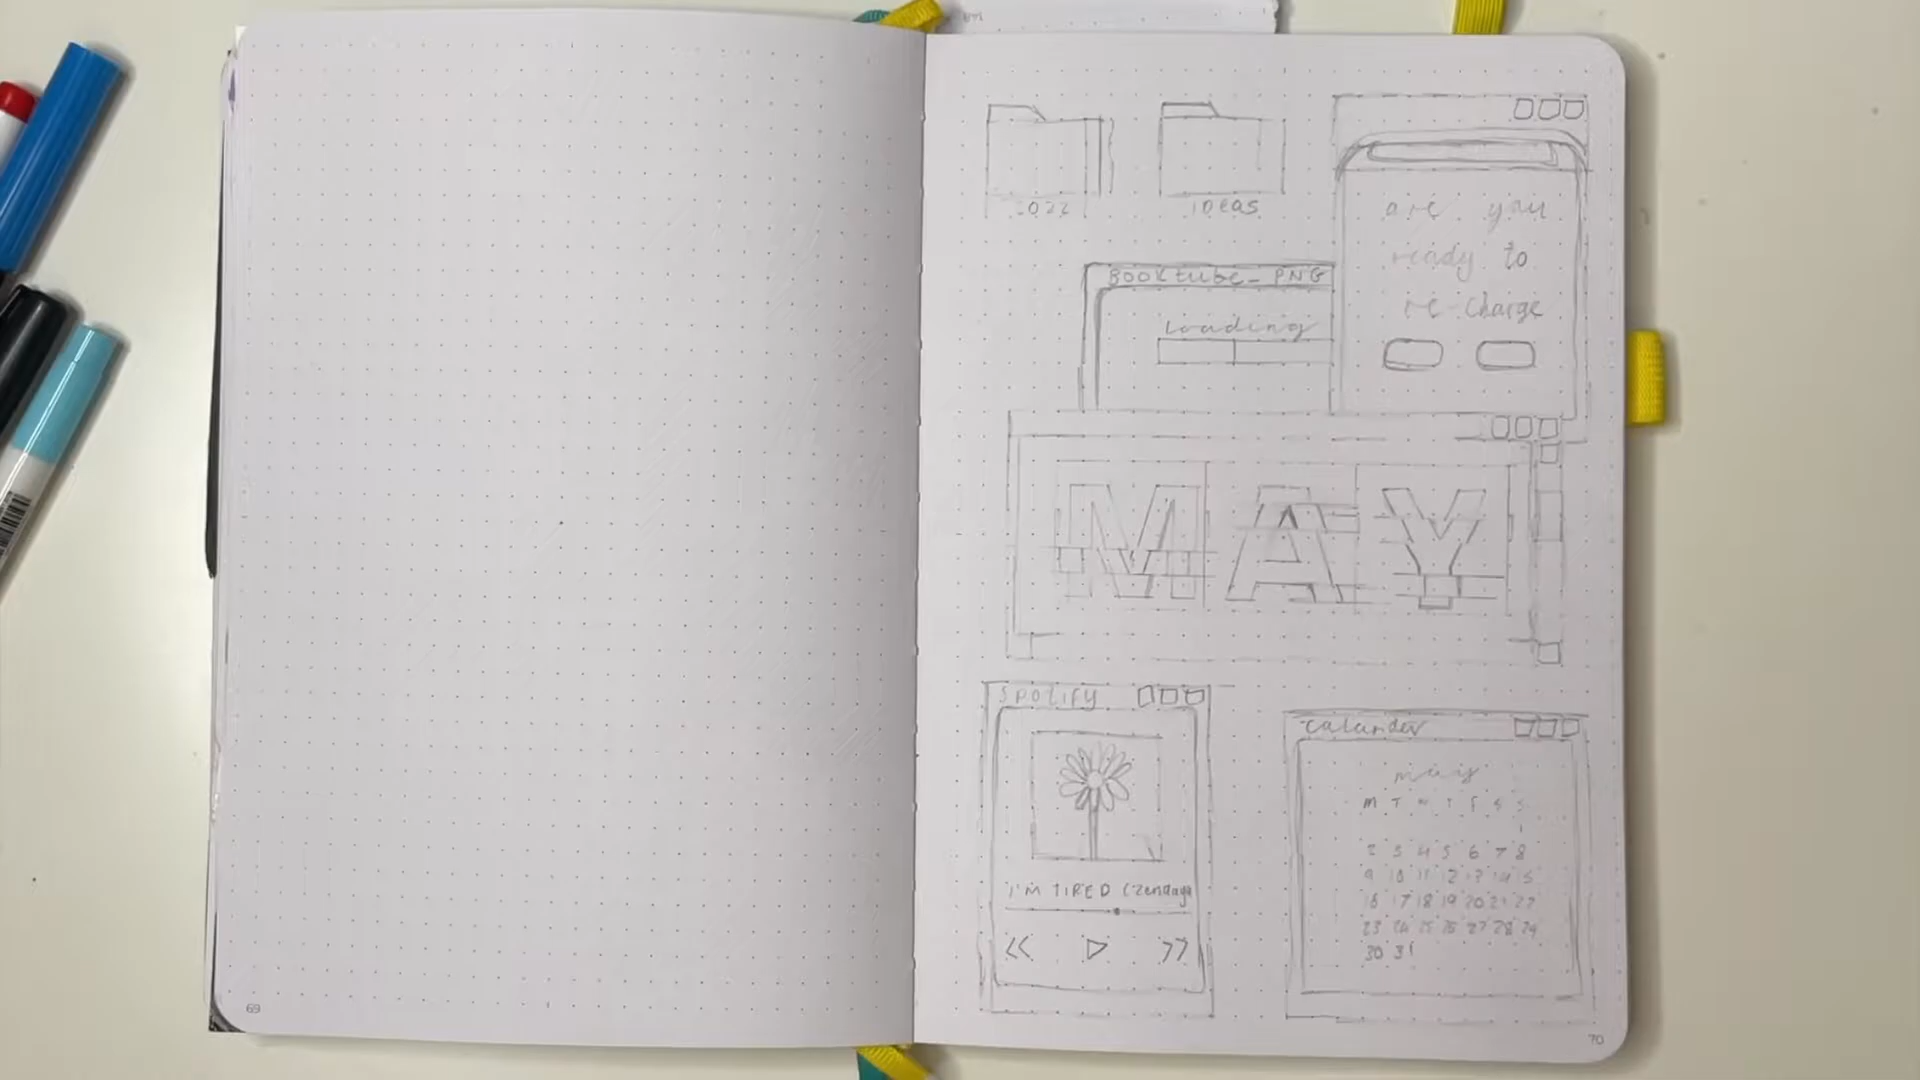 2022
ideas
are you
ready to
re-charge
Booktube_PNG
Loading
MAY
Spotify
I'M TIRED (Zendaya
calander
may
M T W T F S S
1
2 3 4 5 6 7 8
9 10 11 12 13 14 15
16 17 18 19 20 21 22
23 24 25 26 27 28 29
30 31
69
70